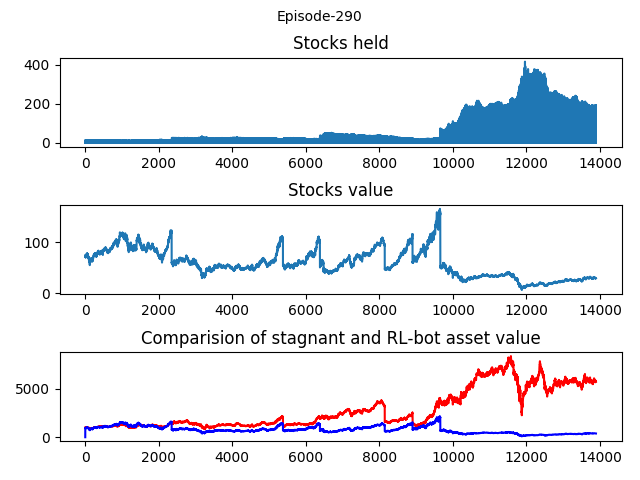 Episode-290
Stocks held
400
200
0
0 2000 4000 6000 8000 10000 12000 14000
Stocks value
100
0
0 2000 4000 6000 8000 10000 12000 14000
Comparision of stagnant and RL-bot asset value
5000
0
0 2000 4000 6000 8000 10000 12000 14000